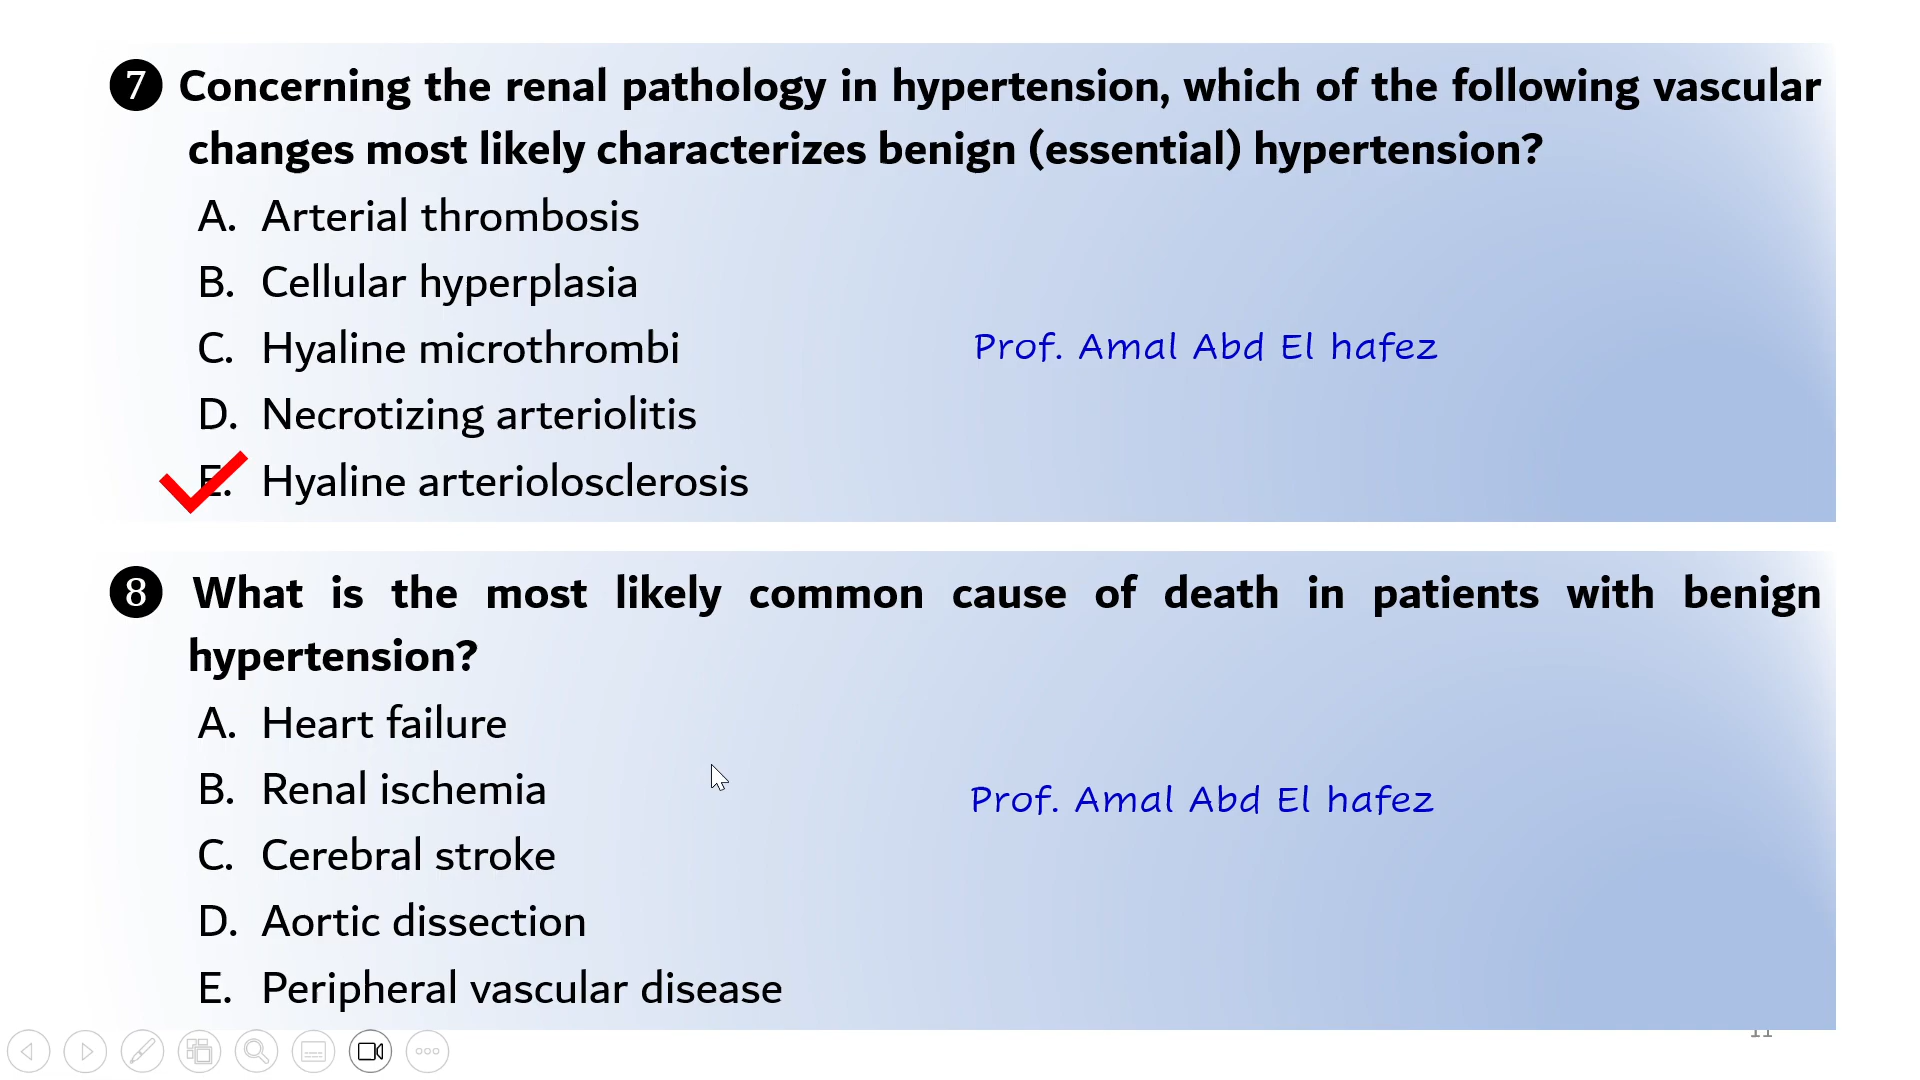 7 Concerning the renal pathology in hypertension, which of the following vascular
changes most likely characterizes benign (essential) hypertension?
A. Arterial thrombosis
B. Cellular hyperplasia
C. Hyaline microthrombi
Prof. Amal Abd El hafez
D. Necrotizing arteriolitis
E. Hyaline arteriolosclerosis
8 What is the most likely common cause of death in patients with benign
hypertension?
A. Heart failure
B. Renal ischemia
Prof. Amal Abd El hafez
C. Cerebral stroke
D. Aortic dissection
E. Peripheral vascular disease
11